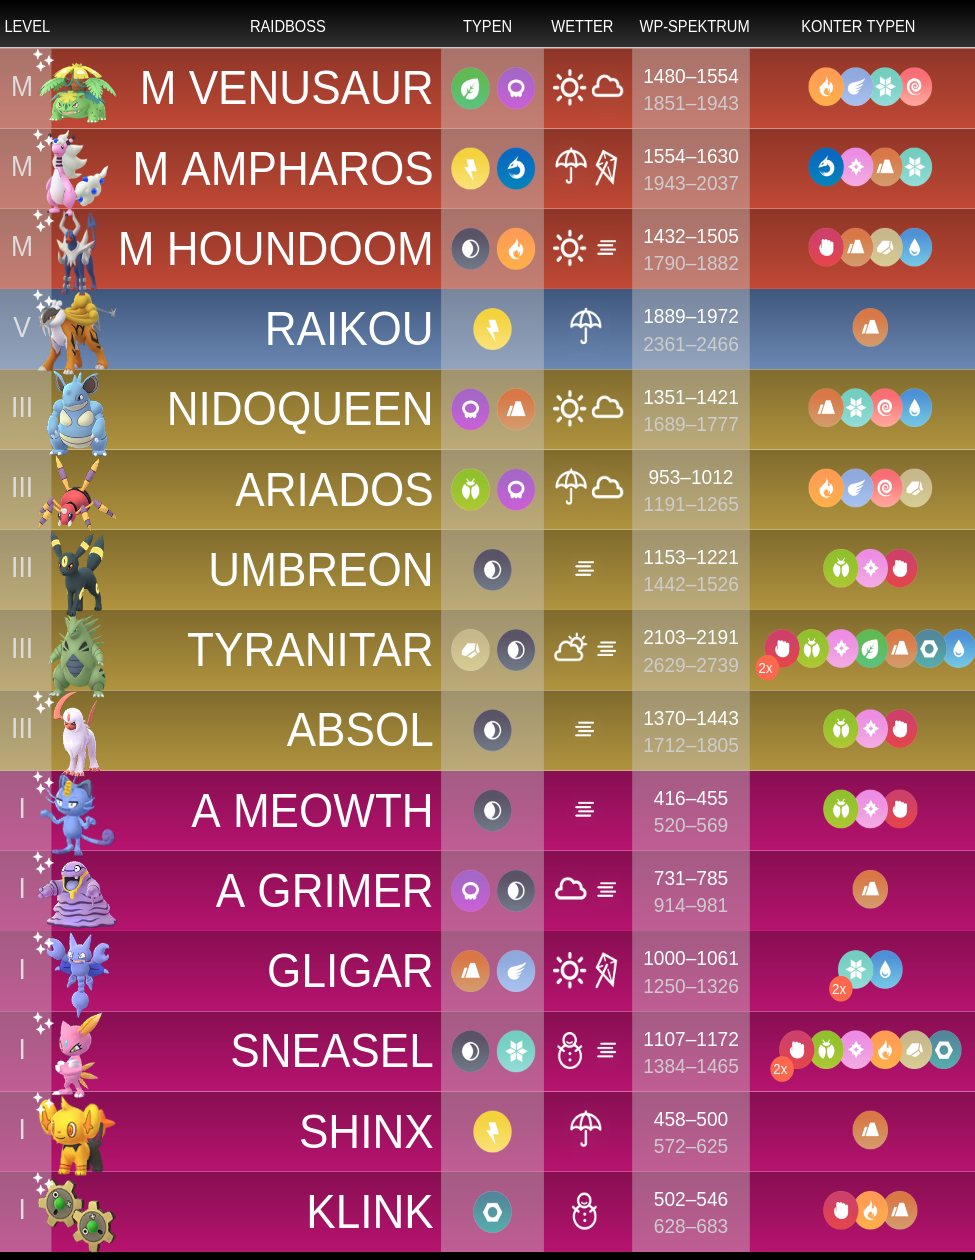 LEVEL RAIDBOSS TYPEN WETTER WP-SPEKTRUM KONTER TYPEN
M M VENUSAUR 1480–1554
1851–1943
M M AMPHAROS 1554–1630
1943–2037
M M HOUNDOOM 1432–1505
1790–1882
V RAIKOU 1889–1972
2361–2466
III NIDOQUEEN 1351–1421
1689–1777
III ARIADOS 953–1012
1191–1265
III UMBREON 1153–1221
1442–1526
III TYRANITAR 2103–2191
2629–2739 2x
III ABSOL 1370–1443
1712–1805
I A MEOWTH 416–455
520–569
I A GRIMER 731–785
914–981
I GLIGAR 1000–1061
1250–1326 2x
I SNEASEL 1107–1172
1384–1465 2x
I SHINX 458–500
572–625
I KLINK 502–546
628–683